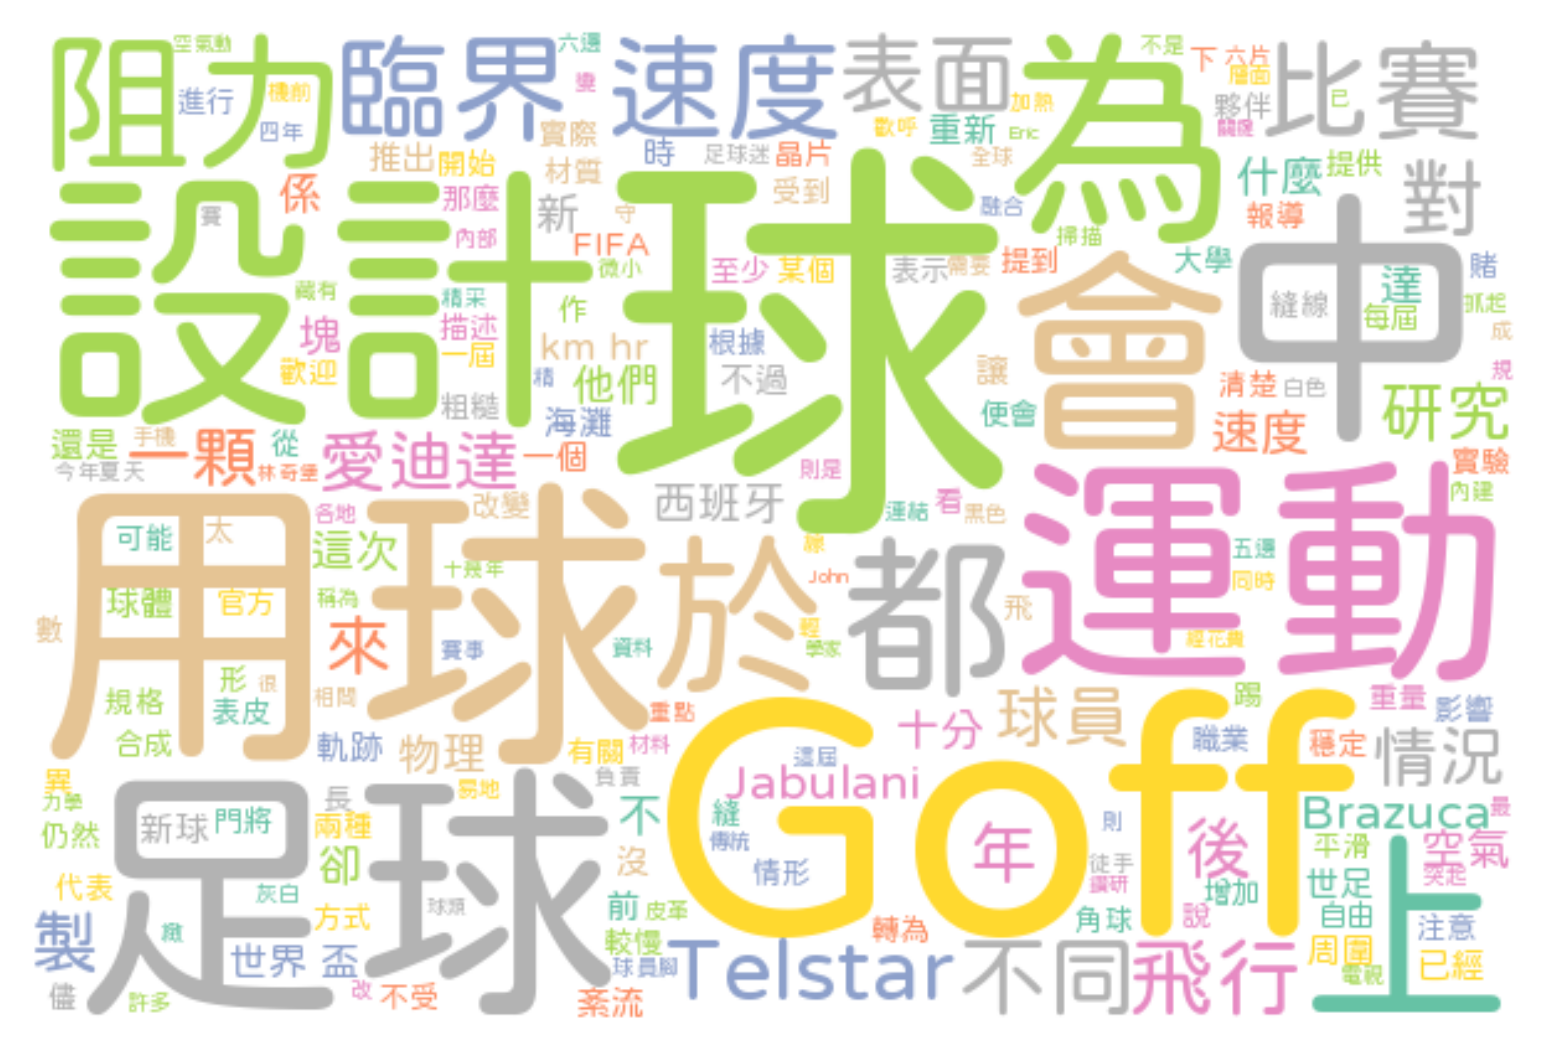 阻力
空氣動
進行
機前
四年
臨界
六邊
變
速度
表面
為
不是
下
六片
層面
夥伴
已
關鍵
比賽
推出
開始
實際
材質
時
足球迷
晶片
歡呼
重新
加熱
Eric
全球
什麼
提供
設計
係
賽
那麼
內部
新
守
FIFA
微小
受到
球
融合
掃描
報導
對
藏有
精采
作
至少
某個
表示
需要
提到
大學
會
中
縫線
達
每屆
賭
抓起
成
塊
描述
一屆
km hr
根據
歡迎
精
他們
不過
讓
清楚
白色
規
粗糙
海灘
使會
速度
研究
還是
手機
一顆
從
愛迪達
一個
則是
實驗
今年夏天
林奇堡
西班牙
連結
看
黑色
內建
用球
可能
太
各地
改變
這次
十幾年
於
線
都
運動
五邊
同時
球體
官方
稱為
John
飛
數
來
賽事
資料
輕
學家
規格
形
很
表皮
相同
重點
球員
踢
重量
影響
合成
軌跡
物理
有關
材料
十分
職業
穩定
情況
異
力學
仍然
足球
新球
門將
長
兩種
易地
負責
不
Goff
這屆
Jabulani
縫
傳統
年
則
後
Brazuca
最
空氣
代表
灰白
卻
球類
沒
情形
徒手
鑽研
增加
平滑
突起
世足
上
製
緻
方式
前
皮革
角球
說
自由
注意
世界
盃
較慢
轉為
周圍
儘
許多
改
不受
球員腳
紊流
Telstar
不同
飛行
電視
已經